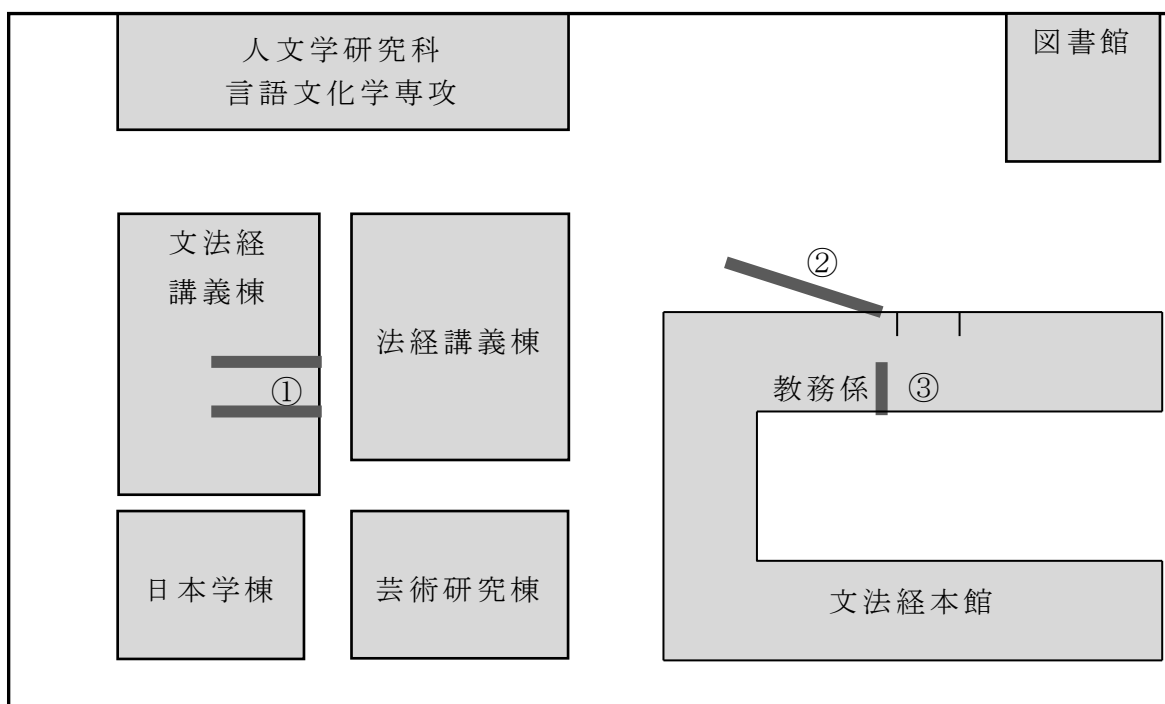 人文学研究科
言語文化学専攻
図書館
文法経
講義棟
②
法経講義棟
①
教務係
③
日本学棟
芸術研究棟
文法経本館